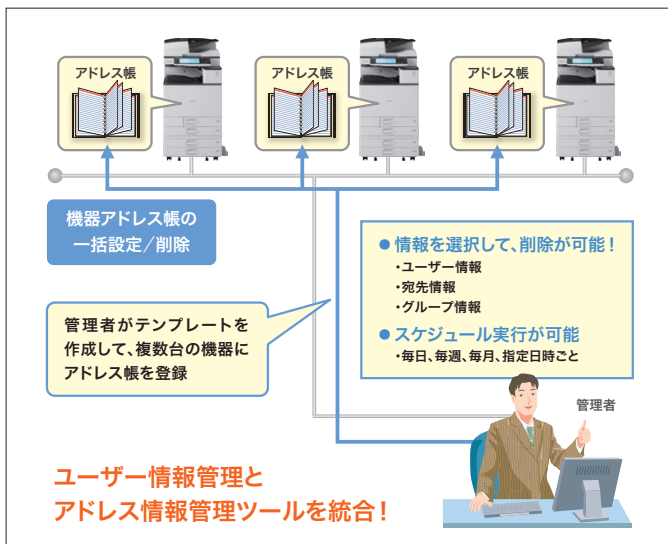 アドレス帳
アドレス帳
アドレス帳
機器アドレス帳の
一括設定/削除
●情報を選択して、削除が可能!
・ユーザー情報
・宛先情報
・グループ情報
●スケジュール実行が可能
・毎日、毎週、毎月、指定日時ごと
管理者がテンプレートを
作成して、複数台の機器に
アドレス帳を登録
管理者
ユーザー情報管理と
アドレス情報管理ツールを統合!